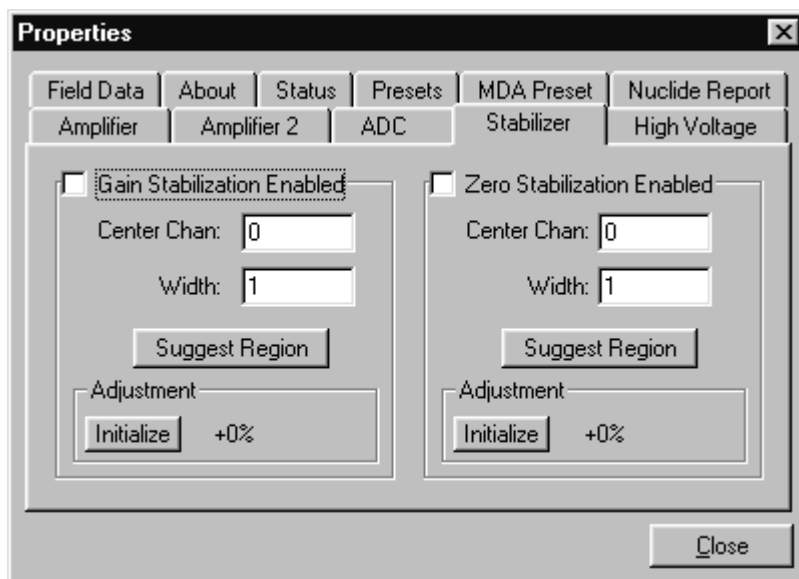 Properties
Field Data About Status Presets MDA Preset Nuclide Report
Amplifier Amplifier 2 ADC Stabilizer High Voltage
Gain Stabilization Enabled
Center Chan: 0
Width: 1
Suggest Region
Adjustment
Initialize +0%
Zero Stabilization Enabled
Center Chan: 0
Width: 1
Suggest Region
Adjustment
Initialize +0%
Close